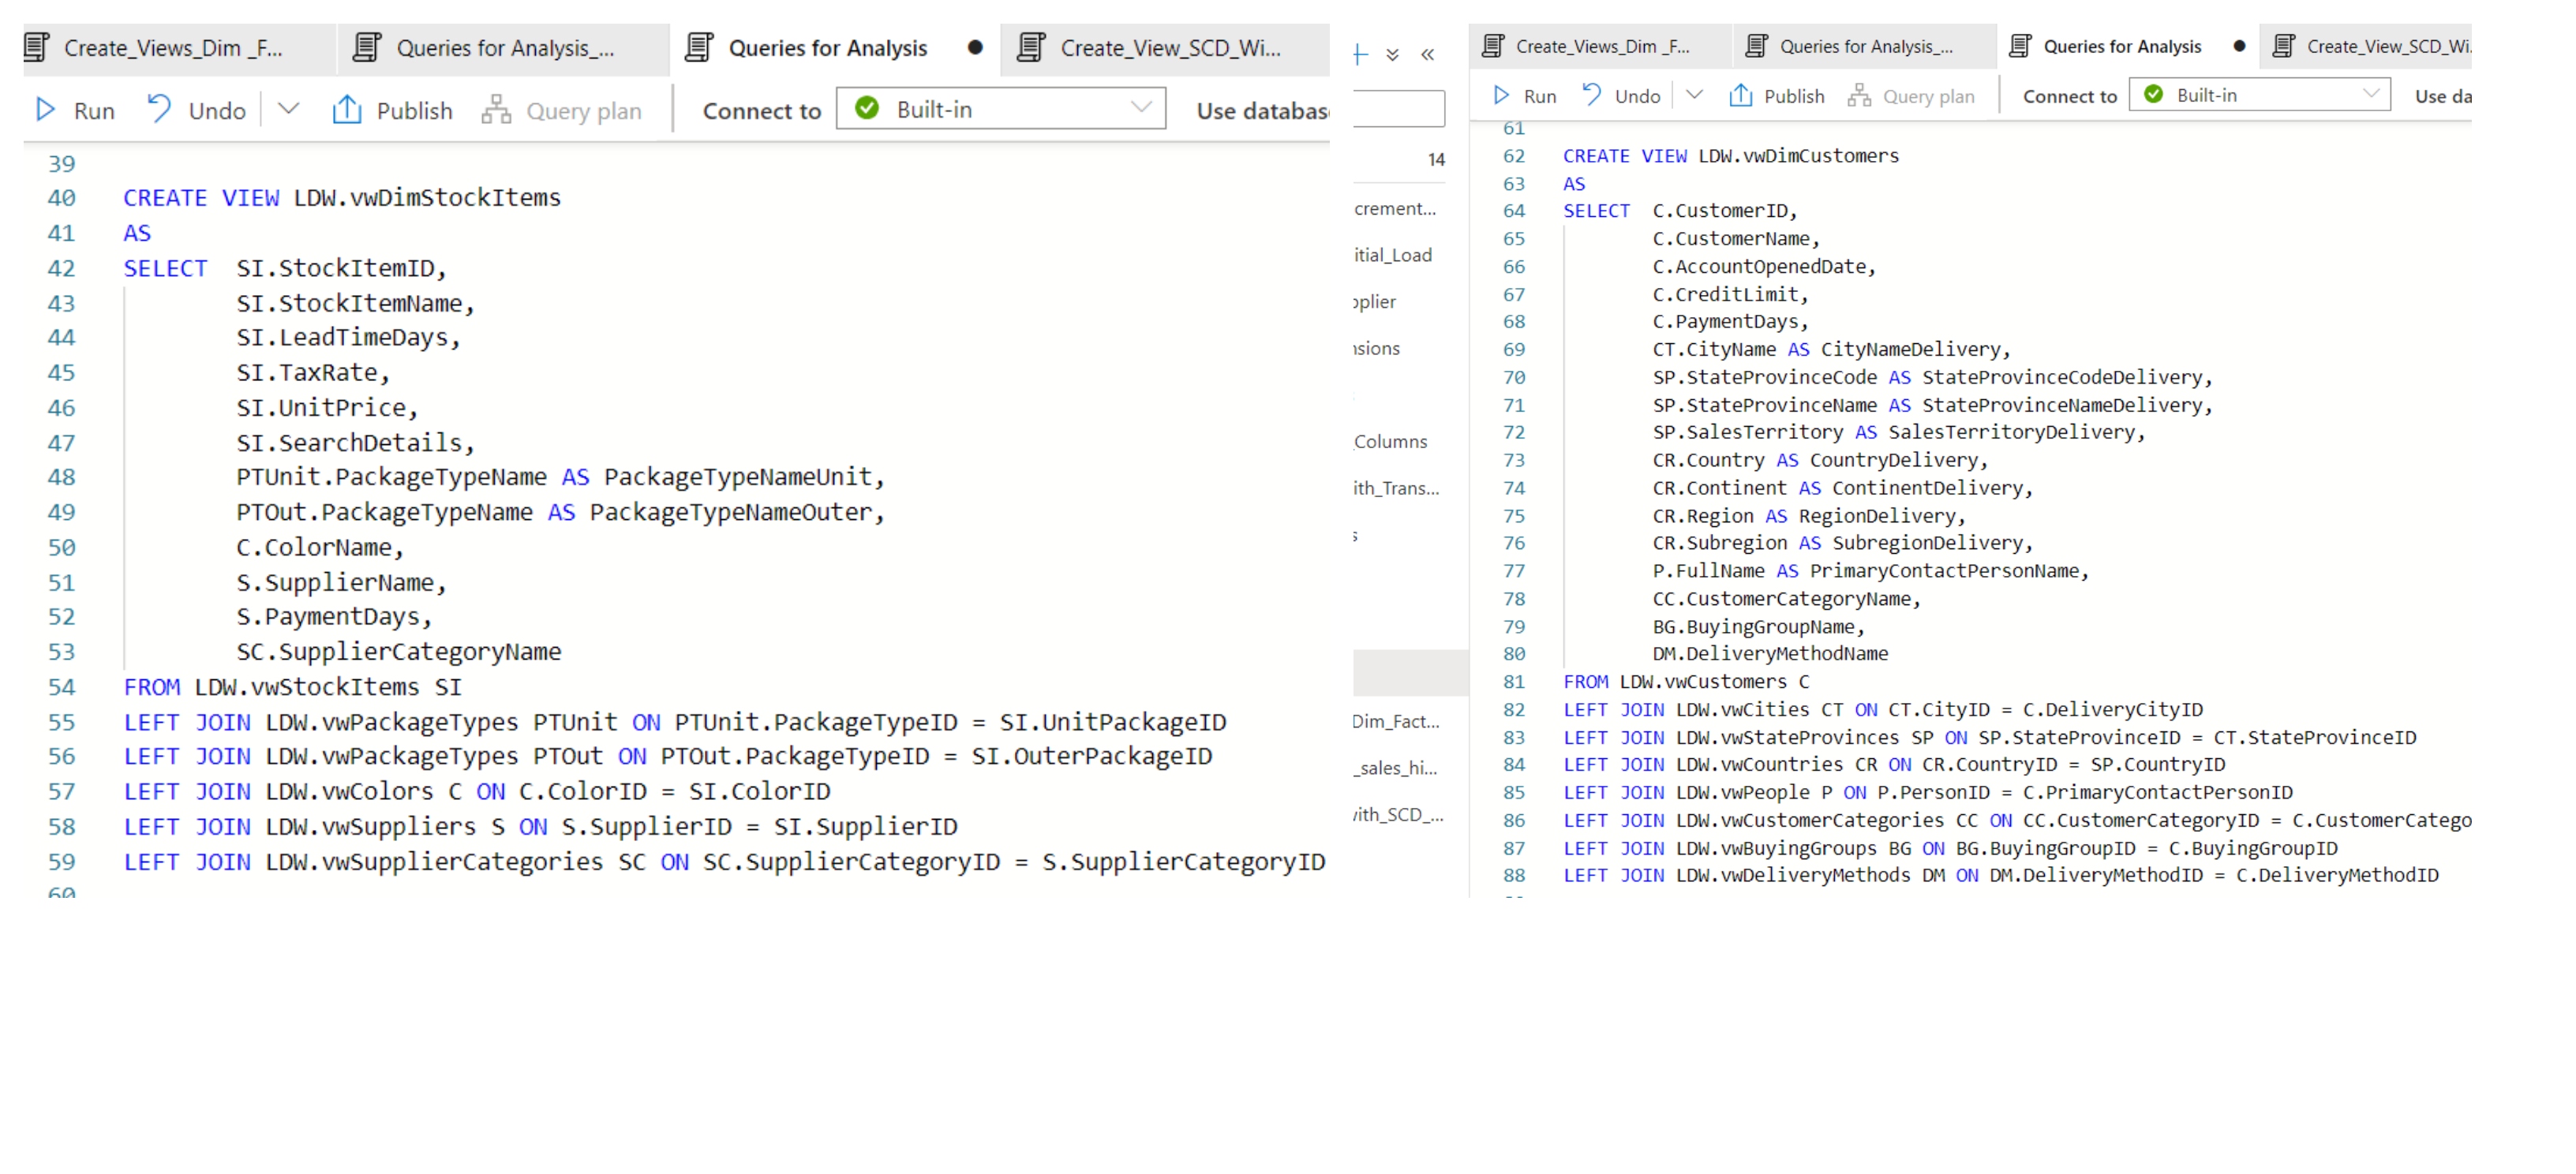 Create_Views_Dim _F...
Queries for Analysis_...
Queries for Analysis
Create_View_SCD_Wi...
Run
Undo
Publish
Query plan
Connect to
Built-in
Use databas
39
40 CREATE VIEW LDW.vwDimStockItems
41 AS
42 SELECT SI.StockItemID,
43 SI.StockItemName,
44 SI.LeadTimeDays,
45 SI.TaxRate,
46 SI.UnitPrice,
47 SI.SearchDetails,
48 PTUnit.PackageTypeName AS PackageTypeNameUnit,
49 PTOut.PackageTypeName AS PackageTypeNameOuter,
50 C.ColorName,
51 S.SupplierName,
52 S.PaymentDays,
53 SC.SupplierCategoryName
54 FROM LDW.vwStockItems SI
55 LEFT JOIN LDW.vwPackageTypes PTUnit ON PTUnit.PackageTypeID = SI.UnitPackageID
56 LEFT JOIN LDW.vwPackageTypes PTOut ON PTOut.PackageTypeID = SI.OuterPackageID
57 LEFT JOIN LDW.vwColors C ON C.ColorID = SI.ColorID
58 LEFT JOIN LDW.vwSuppliers S ON S.SupplierID = SI.SupplierID
59 LEFT JOIN LDW.vwSupplierCategories SC ON SC.SupplierCategoryID = S.SupplierCategoryID
60
14
crement...
itial_Load
pplier
nsions
_Columns
ith_Trans...
s
Dim_Fact...
_sales_hi...
with_SCD_...
Create_Views_Dim _F...
Queries for Analysis_...
Queries for Analysis
Create_View_SCD_Wi
Run
Undo
Publish
Query plan
Connect to
Built-in
Use da
61
62 CREATE VIEW LDW.vwDimCustomers
63 AS
64 SELECT C.CustomerID,
65 C.CustomerName,
66 C.AccountOpenedDate,
67 C.CreditLimit,
68 C.PaymentDays,
69 CT.CityName AS CityNameDelivery,
70 SP.StateProvinceCode AS StateProvinceCodeDelivery,
71 SP.StateProvinceName AS StateProvinceNameDelivery,
72 SP.SalesTerritory AS SalesTerritoryDelivery,
73 CR.Country AS CountryDelivery,
74 CR.Continent AS ContinentDelivery,
75 CR.Region AS RegionDelivery,
76 CR.Subregion AS SubregionDelivery,
77 P.FullName AS PrimaryContactPersonName,
78 CC.CustomerCategoryName,
79 BG.BuyingGroupName,
80 DM.DeliveryMethodName
81 FROM LDW.vwCustomers C
82 LEFT JOIN LDW.vwCities CT ON CT.CityID = C.DeliveryCityID
83 LEFT JOIN LDW.vwStateProvinces SP ON SP.StateProvinceID = CT.StateProvinceID
84 LEFT JOIN LDW.vwCountries CR ON CR.CountryID = SP.CountryID
85 LEFT JOIN LDW.vwPeople P ON P.PersonID = C.PrimaryContactPersonID
86 LEFT JOIN LDW.vwCustomerCategories CC ON CC.CustomerCategoryID = C.CustomerCatego
87 LEFT JOIN LDW.vwBuyingGroups BG ON BG.BuyingGroupID = C.BuyingGroupID
88 LEFT JOIN LDW.vwDeliveryMethods DM ON DM.DeliveryMethodID = C.DeliveryMethodID